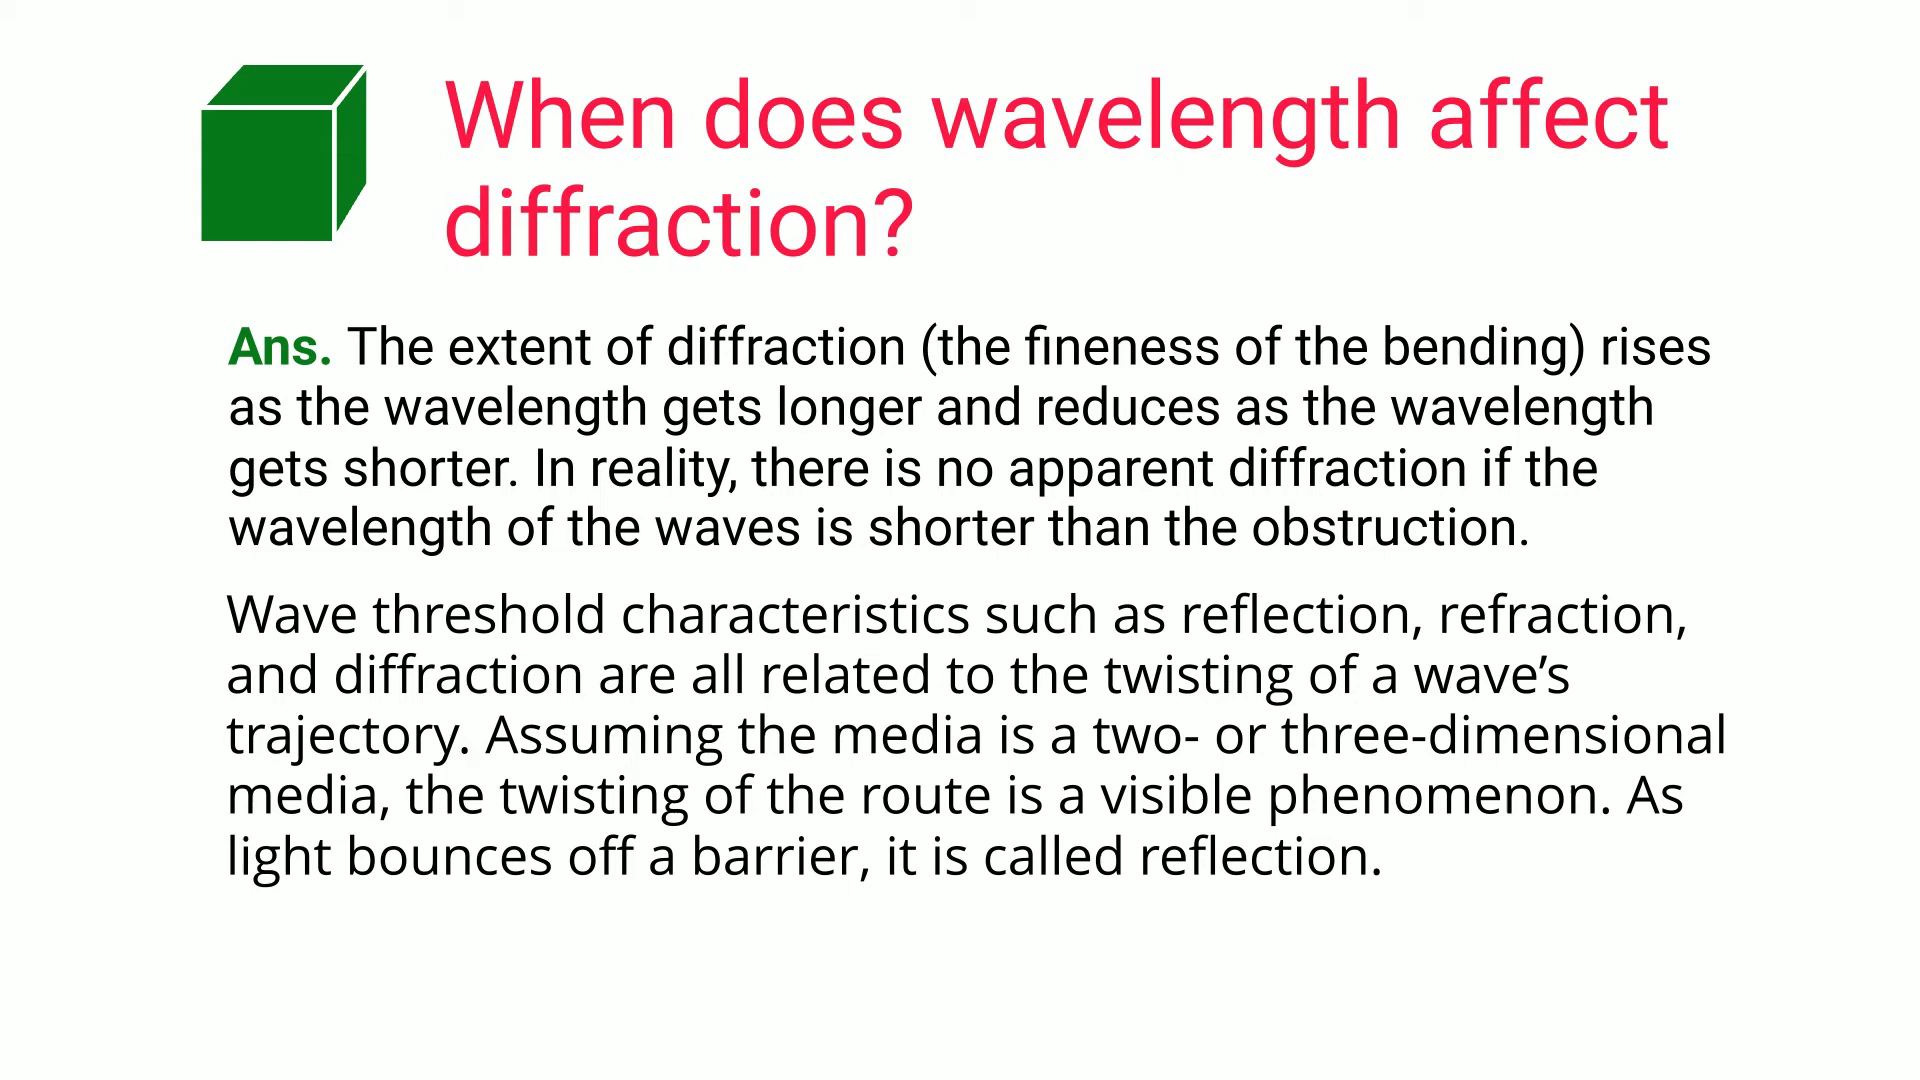 When does wavelength affect
diffraction?
Ans. The extent of diffraction (the fineness of the bending) rises
as the wavelength gets longer and reduces as the wavelength
gets shorter. In reality, there is no apparent diffraction if the
wavelength of the waves is shorter than the obstruction.
Wave threshold characteristics such as reflection, refraction,
and diffraction are all related to the twisting of a wave’s
trajectory. Assuming the media is a two- or three-dimensional
media, the twisting of the route is a visible phenomenon. As
light bounces off a barrier, it is called reflection.